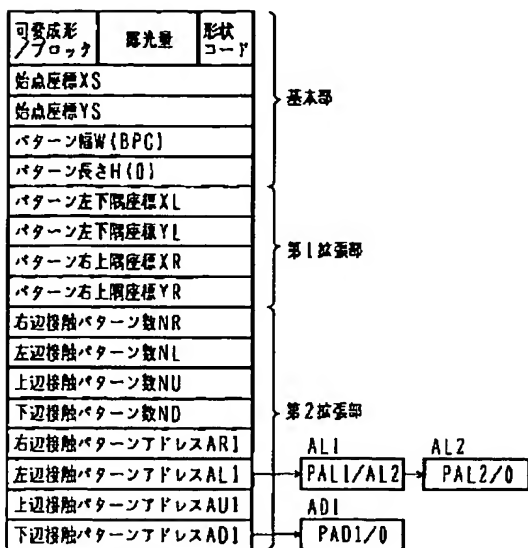 可変成形/ブロック 露光量 形状コード
始点座標XS
始点座標YS
パターン幅W(BPC)
パターン長さH(0)
基本部
パターン左下隅座標XL
パターン左下隅座標YL
パターン右上隅座標XR
パターン右上隅座標YR
第1拡張部
右辺接触パターン数NR
左辺接触パターン数NL
上辺接触パターン数NU
下辺接触パターン数ND
右辺接触パターンアドレスAR1
左辺接触パターンアドレスAL1
上辺接触パターンアドレスAU1
下辺接触パターンアドレスAD1
第2拡張部
AL1 AL2
PAL1/AL2 PAL2/0
AD1
PAD1/0